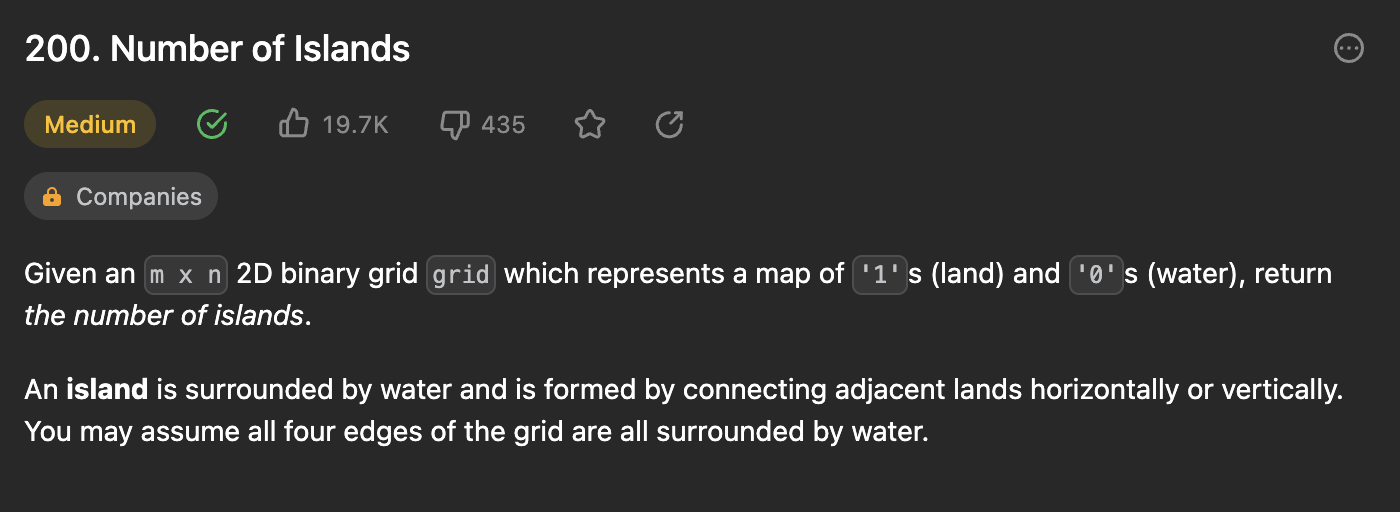 200. Number of Islands
Medium 19.7K 435
Companies
Given an m x n 2D binary grid grid which represents a map of '1's (land) and '0's (water), return
the number of islands.
An island is surrounded by water and is formed by connecting adjacent lands horizontally or vertically.
You may assume all four edges of the grid are all surrounded by water.